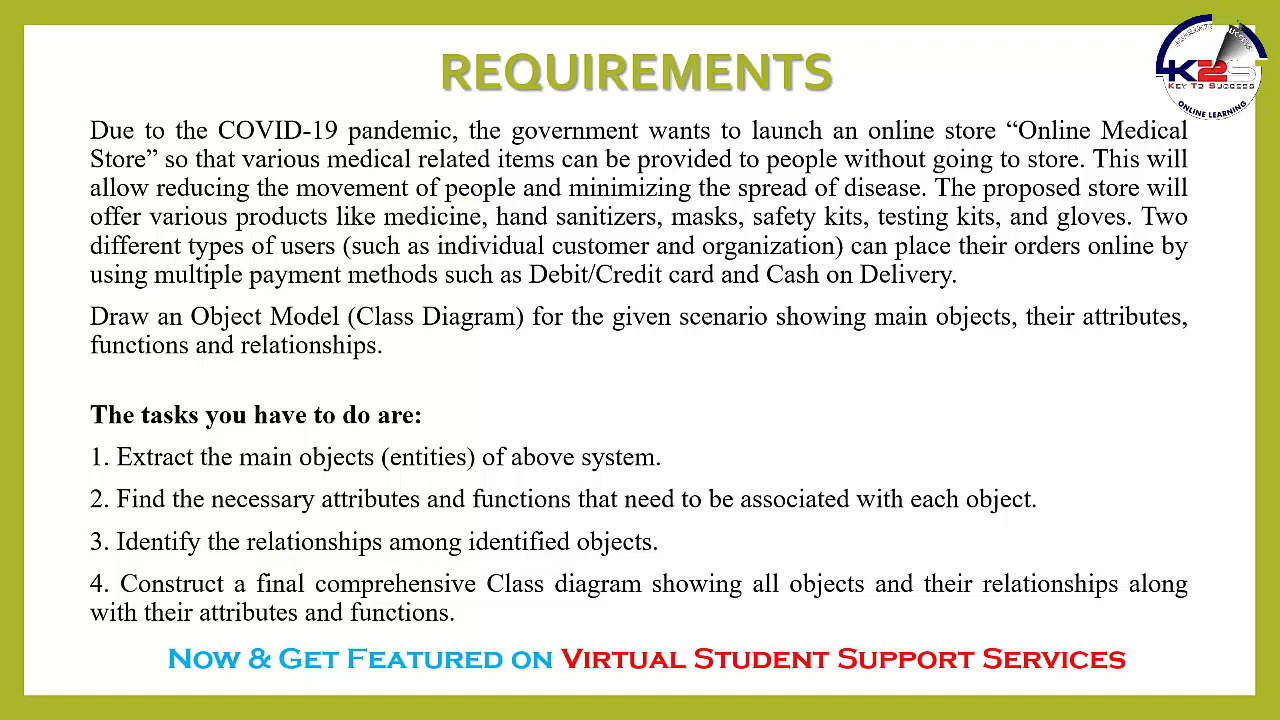 REQUIREMENTS
K2S
KEY TO SUCCESS
ONLINE LEARNING
Due to the COVID-19 pandemic, the government wants to launch an online store “Online Medical
Store” so that various medical related items can be provided to people without going to store. This will
allow reducing the movement of people and minimizing the spread of disease. The proposed store will
offer various products like medicine, hand sanitizers, masks, safety kits, testing kits, and gloves. Two
different types of users (such as individual customer and organization) can place their orders online by
using multiple payment methods such as Debit/Credit card and Cash on Delivery.
Draw an Object Model (Class Diagram) for the given scenario showing main objects, their attributes,
functions and relationships.
The tasks you have to do are:
1. Extract the main objects (entities) of above system.
2. Find the necessary attributes and functions that need to be associated with each object.
3. Identify the relationships among identified objects.
4. Construct a final comprehensive Class diagram showing all objects and their relationships along
with their attributes and functions.
NOW & GET FEATURED ON VIRTUAL STUDENT SUPPORT SERVICES